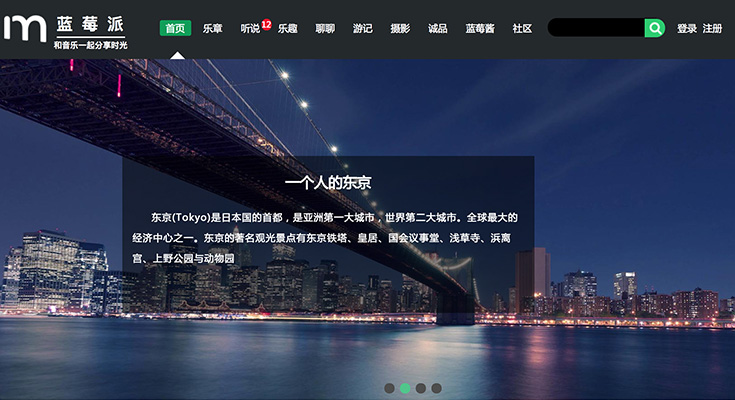 m 蓝莓派
和音乐一起分享时光
首页 乐章 听说 12 乐趣 聊聊 游记 摄影 诚品 蓝莓酱 社区 登录 注册
一个人的东京
东京(Tokyo)是日本国的首都，是亚洲第一大城市，世界第二大城市。全球最大的
经济中心之一。东京的著名观光景点有东京铁塔、皇居、国会议事堂、浅草寺、浜离
宫、上野公园与动物园